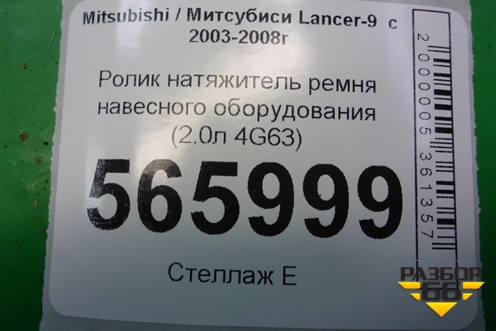 Mitsubishi / Митсубиси Lancer-9 с
2003-2008г
Ролик натяжитель ремня
навесного оборудования
(2.0л 4G63)
565999
Стеллаж Е
2000005361357
РАЗБОР
66